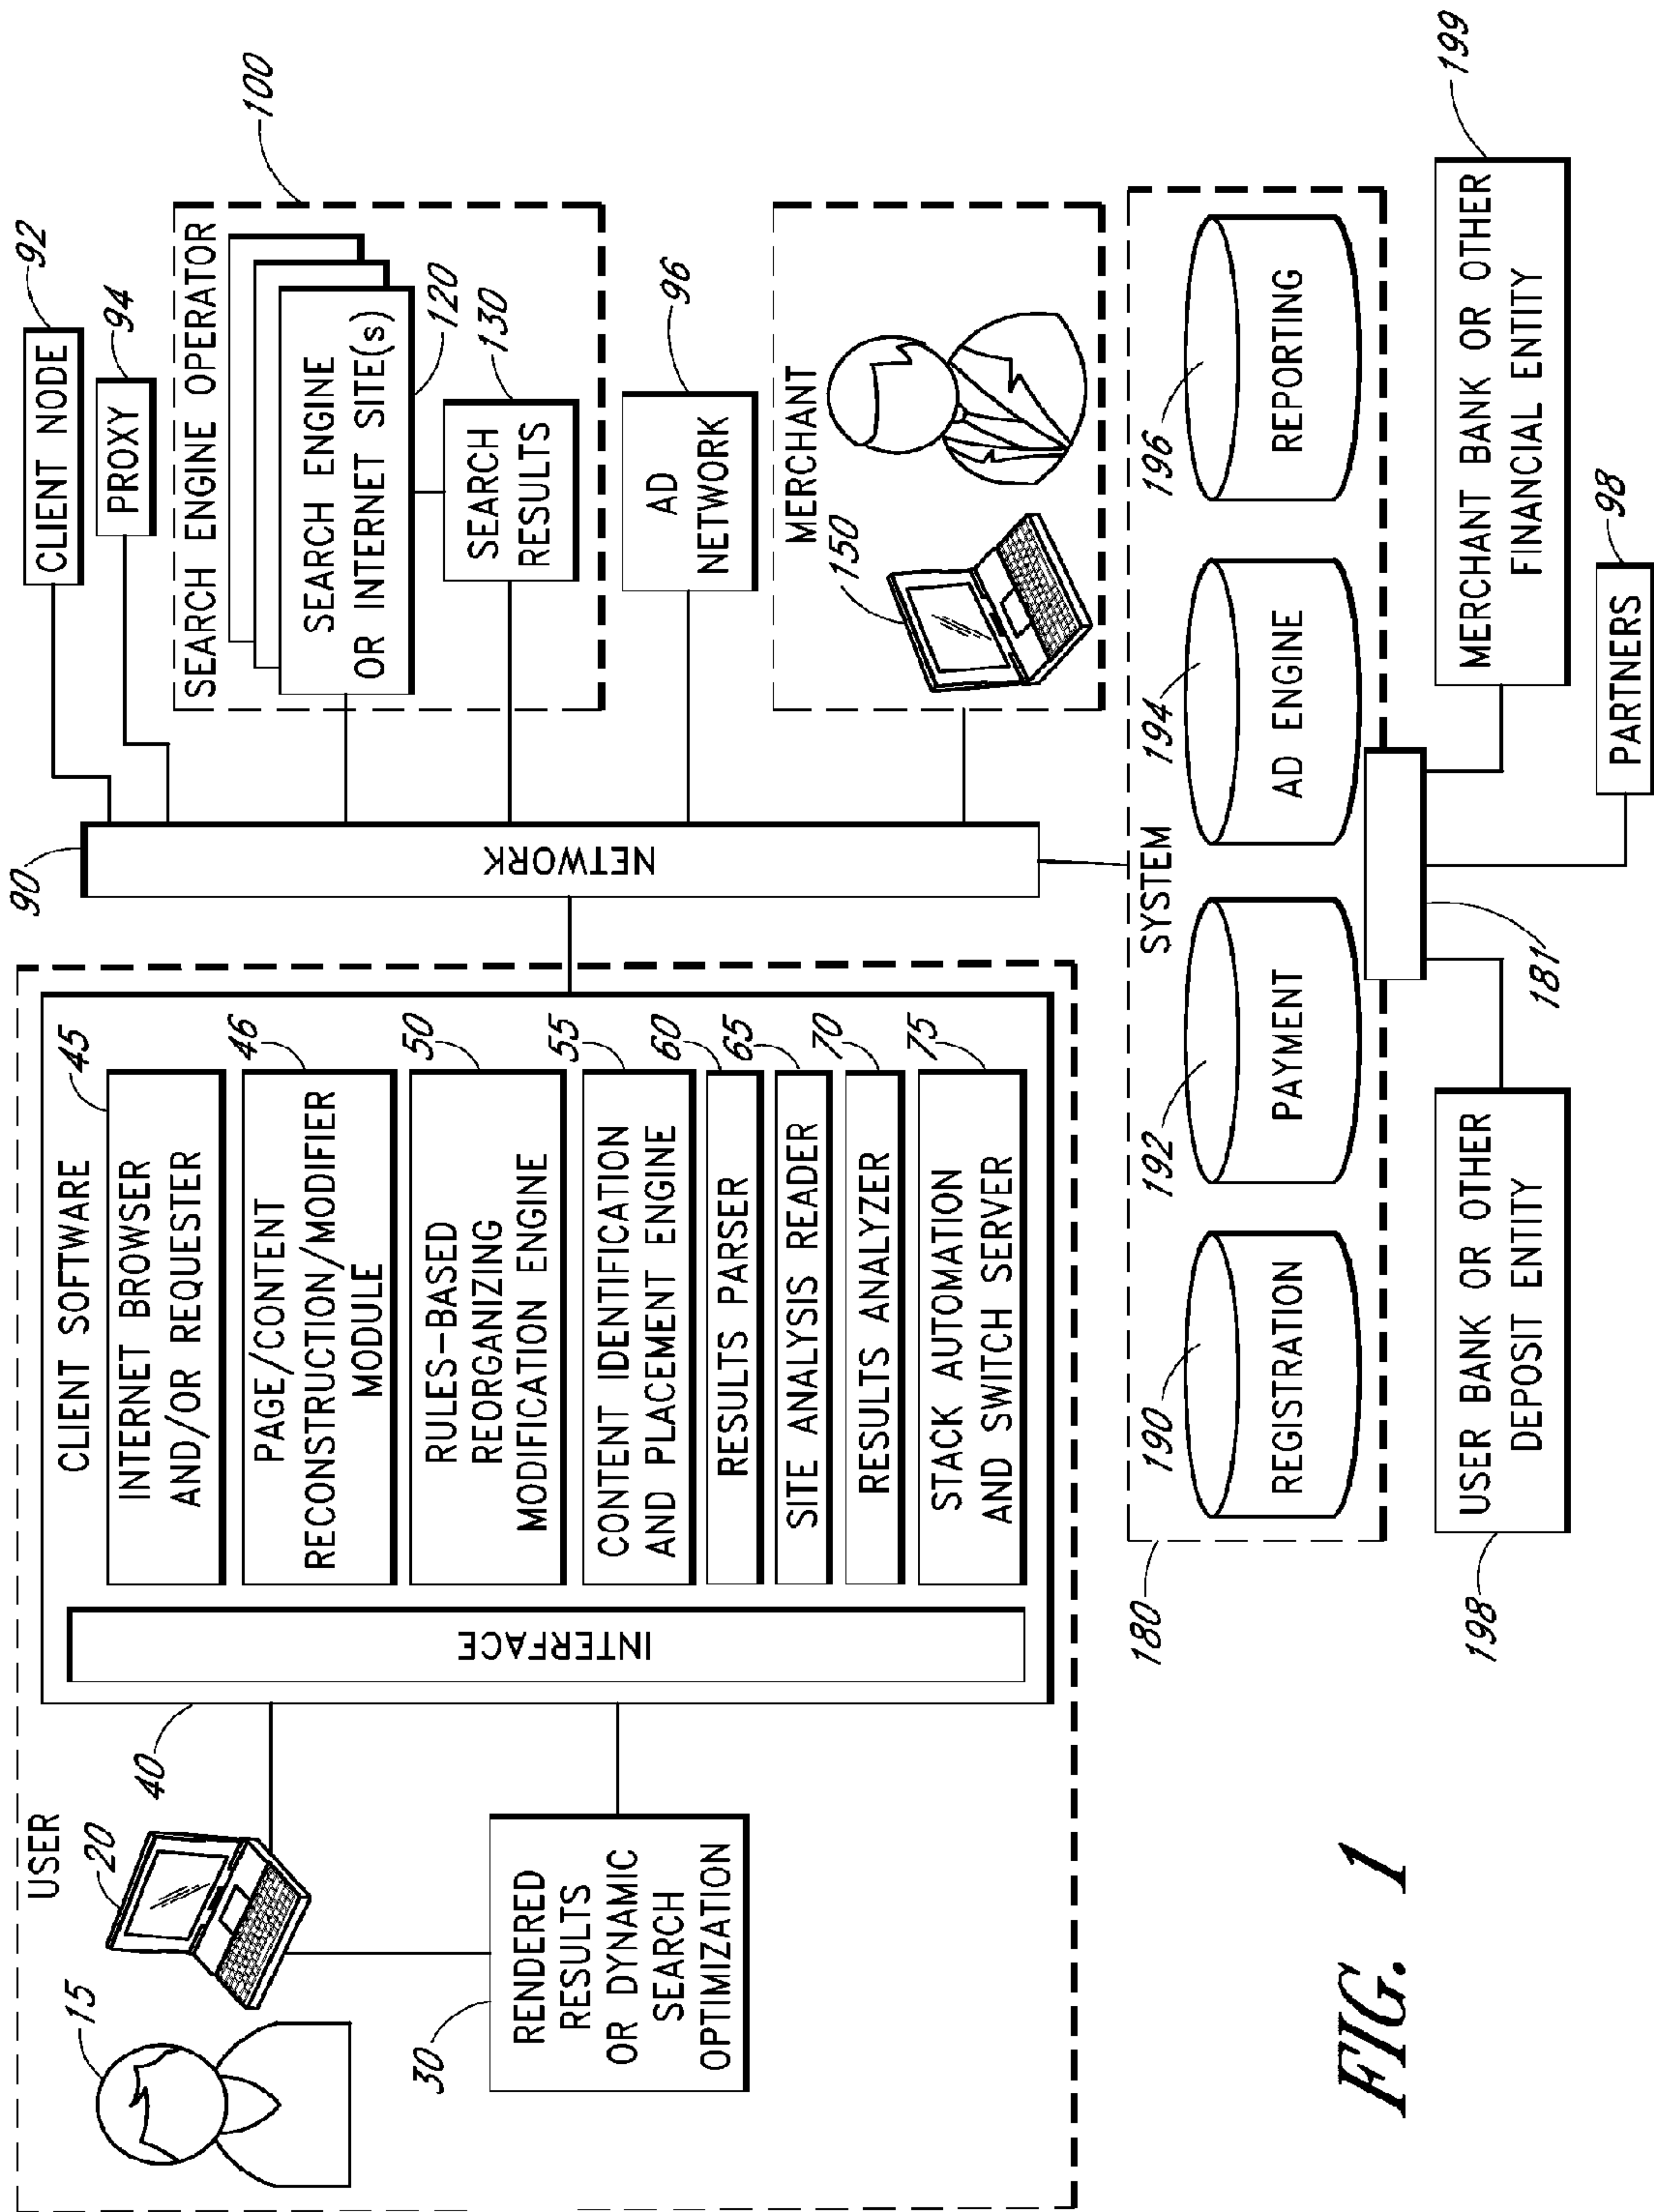 USER
15
20
30
RENDERED
RESULTS
OR DYNAMIC
SEARCH
OPTIMIZATION
40
INTERFACE
CLIENT SOFTWARE
45
INTERNET BROWSER
AND/OR REQUESTER
46
PAGE/CONTENT
RECONSTRUCTION/MODIFIER
MODULE
50
RULES-BASED
REORGANIZING
MODIFICATION ENGINE
55
CONTENT IDENTIFICATION
AND PLACEMENT ENGINE
60
RESULTS PARSER
65
SITE ANALYSIS READER
70
RESULTS ANALYZER
75
STACK AUTOMATION
AND SWITCH SERVER
90
NETWORK
CLIENT NODE
92
PROXY
94
SEARCH ENGINE OPERATOR
100
SEARCH ENGINE
OR INTERNET SITE(s)
120
SEARCH
RESULTS
130
AD
NETWORK
96
MERCHANT
150
180
SYSTEM
190
REGISTRATION
192
PAYMENT
194
AD ENGINE
196
REPORTING
181
198
USER BANK OR OTHER
DEPOSIT ENTITY
MERCHANT BANK OR OTHER
FINANCIAL ENTITY
199
PARTNERS
98
FIG. 1